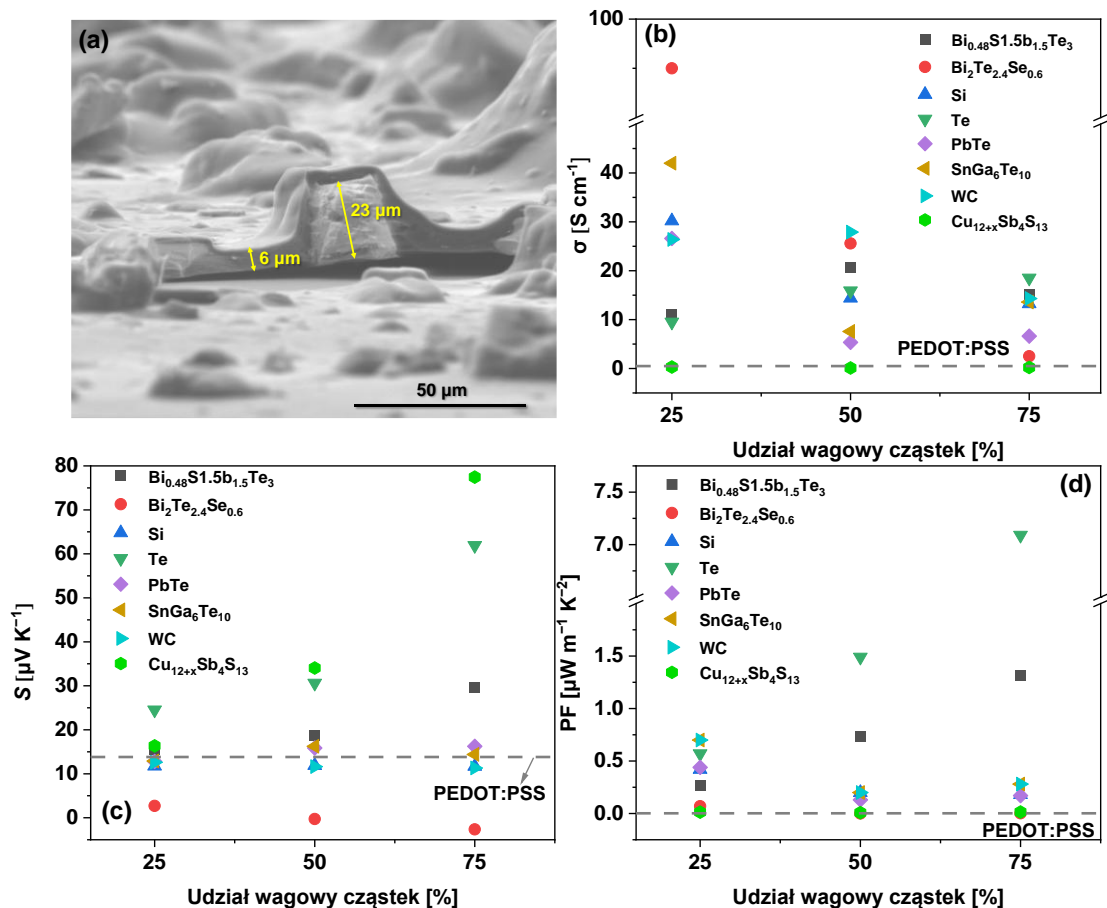 (a)
23 µm
6 µm
50 µm
(b)
100
40
30
20
10
0
σ [S cm⁻¹]
Bi₀.₄₈S1.5b₁.₅Te₃
Bi₂Te₂.₄Se₀.₆
Si
Te
PbTe
SnGa₆Te₁₀
WC
Cu₁₂₊ₓSb₄S₁₃
PEDOT:PSS
25 50 75
Udział wagowy cząstek [%]
80
70
60
50
40
30
20
10
0
S [µV K⁻¹]
Bi₀.₄₈S1.5b₁.₅Te₃
Bi₂Te₂.₄Se₀.₆
Si
Te
PbTe
SnGa₆Te₁₀
WC
Cu₁₂₊ₓSb₄S₁₃
PEDOT:PSS
(c)
25 50 75
Udział wagowy cząstek [%]
(d)
7.5
7.0
1.5
1.0
0.5
0.0
PF [µW m⁻¹ K⁻²]
Bi₀.₄₈S1.5b₁.₅Te₃
Bi₂Te₂.₄Se₀.₆
Si
Te
PbTe
SnGa₆Te₁₀
WC
Cu₁₂₊ₓSb₄S₁₃
PEDOT:PSS
25 50 75
Udział wagowy cząstek [%]